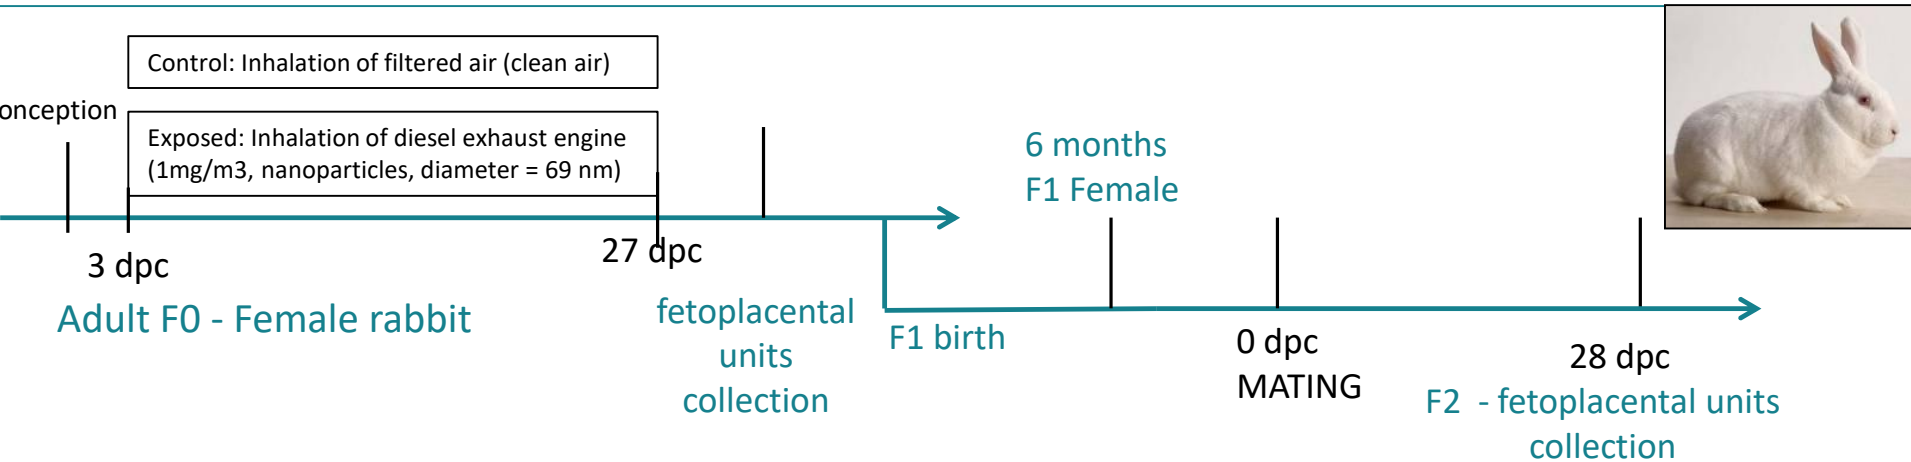 Control: Inhalation of filtered air (clean air)
onception
Exposed: Inhalation of diesel exhaust engine
(1mg/m3, nanoparticles, diameter = 69 nm)
3 dpc
27 dpc
Adult F0 - Female rabbit
fetoplacental
units
collection
F1 birth
6 months
F1 Female
0 dpc
MATING
28 dpc
F2 - fetoplacental units
collection